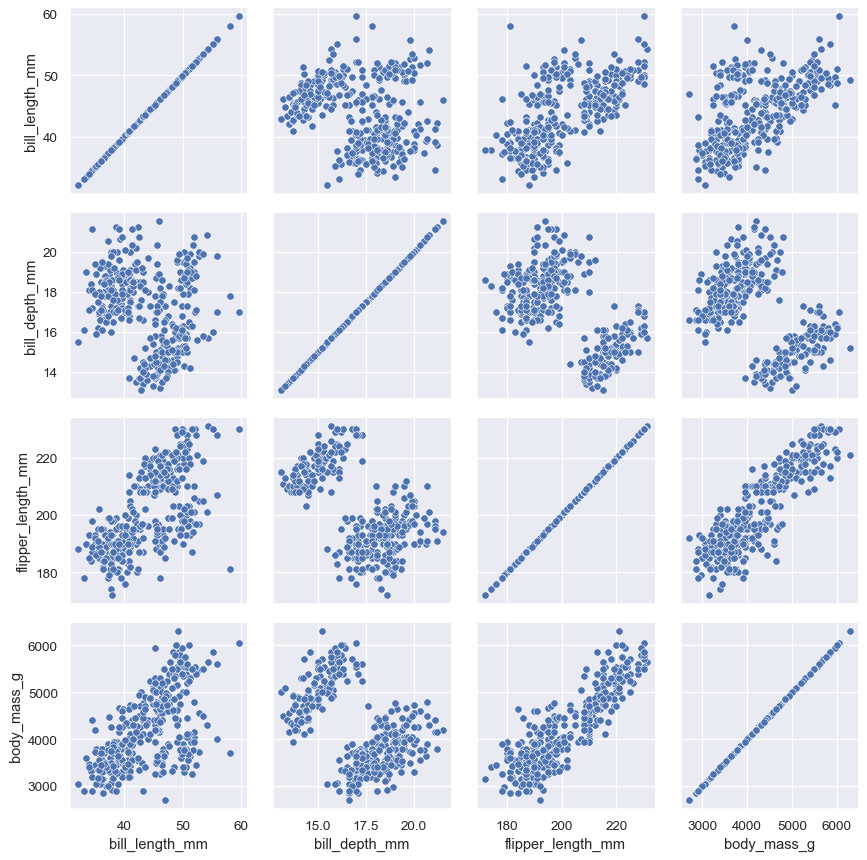 60
50
40
bill_length_mm
20
18
16
14
bill_depth_mm
220
200
180
flipper_length_mm
6000
5000
4000
3000
body_mass_g
40 50 60
bill_length_mm
15.0 17.5 20.0
bill_depth_mm
180 200 220
flipper_length_mm
3000 4000 5000 6000
body_mass_g